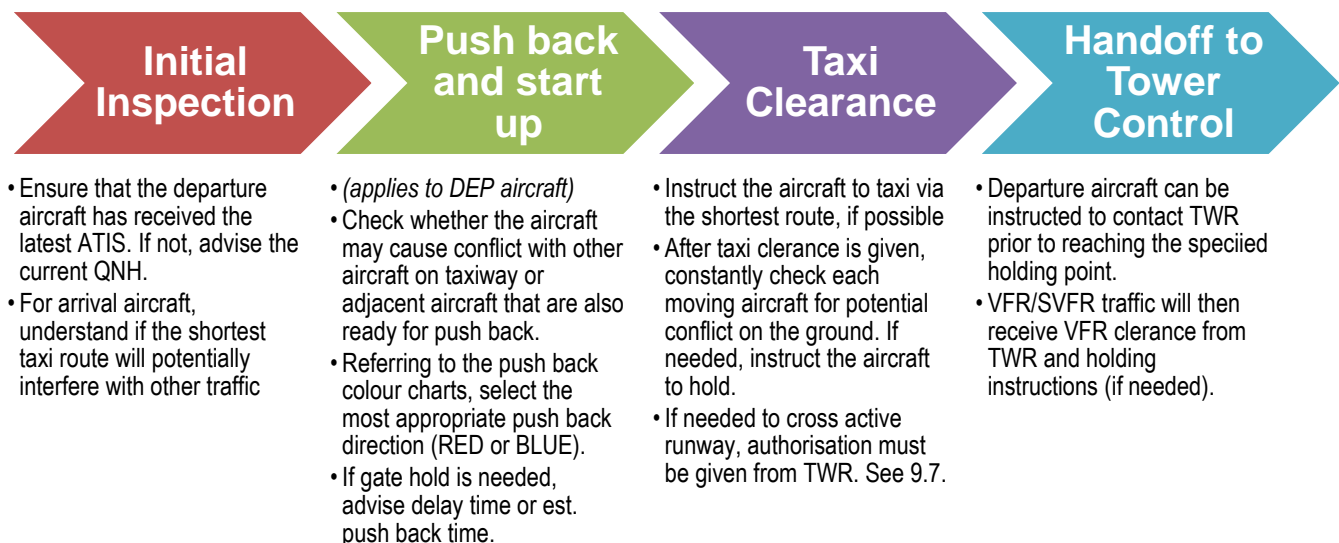 Initial
Inspection
• Ensure that the departure
aircraft has received the
latest ATIS. If not, advise the
current QNH.
• For arrival aircraft,
understand if the shortest
taxi route will potentially
interfere with other traffic
Push back
and start
up
• (applies to DEP aircraft)
• Check whether the aircraft
may cause conflict with other
aircraft on taxiway or
adjacent aircraft that are also
ready for push back.
• Referring to the push back
colour charts, select the
most appropriate push back
direction (RED or BLUE).
• If gate hold is needed,
advise delay time or est.
push back time.
Taxi
Clearance
• Instruct the aircraft to taxi via
the shortest route, if possible
• After taxi clerance is given,
constantly check each
moving aircraft for potential
conflict on the ground. If
needed, instruct the aircraft
to hold.
• If needed to cross active
runway, authorisation must
be given from TWR. See 9.7.
Handoff to
Tower
Control
• Departure aircraft can be
instructed to contact TWR
prior to reaching the speciied
holding point.
• VFR/SVFR traffic will then
receive VFR clerance from
TWR and holding
instructions (if needed).